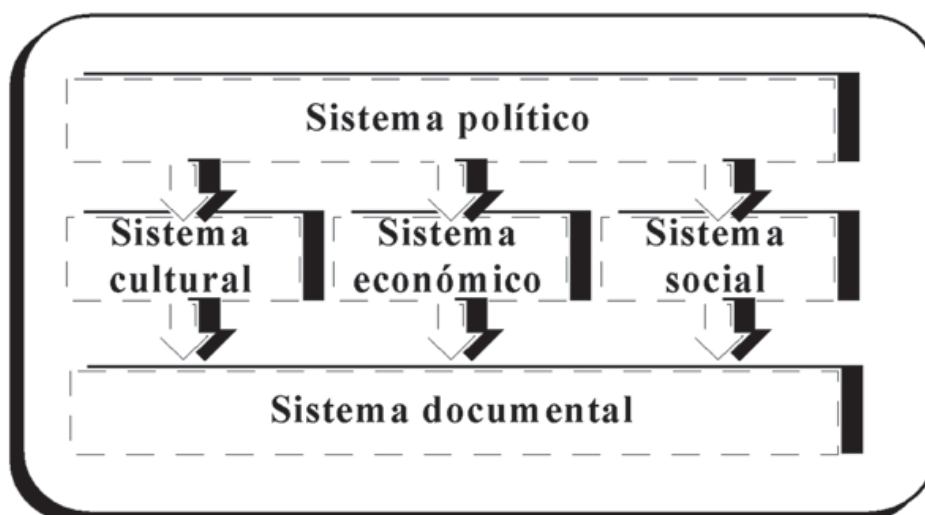 Sistema político
Sistema cultural
Sistema económico
Sistema social
Sistema documental